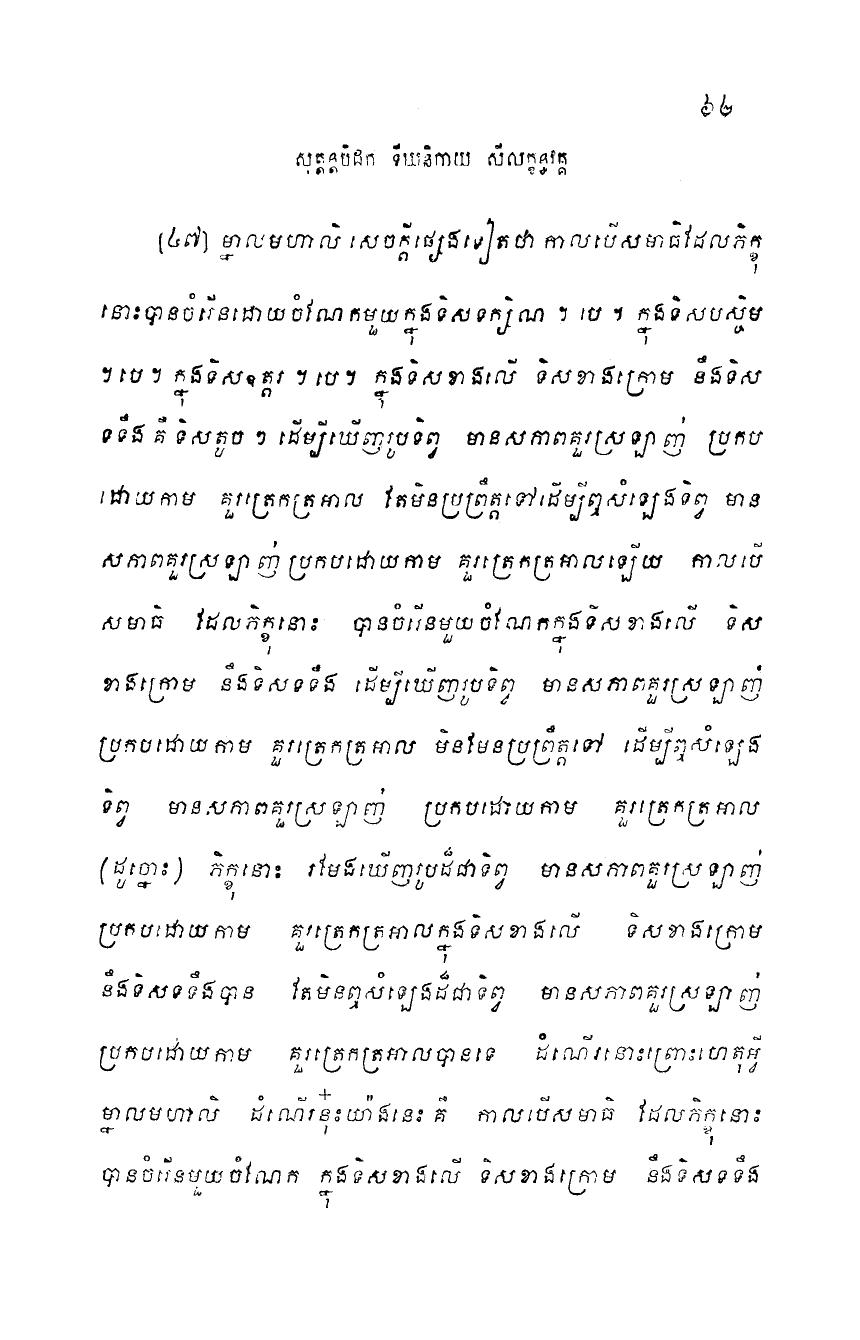 ៦៤
សុត្តន្តបិដក ទីឃនិកាយ សីលក្ខន្ធវគ្គ
(៤៧) ម្នាលមហាលិ សេចក្តីផ្សេងទៀតថា កាលបើសមាធិដែលភិក្ខុ
នោះបានចំរើនដោយចំណែកមួយក្នុងទិសទក្សិណ ។ បេ ។ ក្នុងទិសបស្ចិម
។ បេ ។ ក្នុងទិសឧត្តរ ។ បេ ។ ក្នុងទិសខាងលើ ទិសខាងក្រោម នឹងទិស
ទទឹង គឺ ទិសតូច ៗ ដើម្បីឃើញរូបទិព្វ មានសភាពគួរស្រឡាញ់ ប្រកប
ដោយកាម គួរត្រេកត្រអាល តែមិនប្រព្រឹត្តទៅដើម្បីឮសំឡេងទិព្វ មាន
សភាពគួរស្រឡាញ់ ប្រកបដោយកាម គួរត្រេកត្រអាលឡើយ កាលបើ
សមាធិ ដែលភិក្ខុនោះ បានចំរើនមួយចំណែកក្នុងទិសខាងលើ ទិស
ខាងក្រោម នឹងទិសទទឹង ដើម្បីឃើញរូបទិព្វ មានសភាពគួរស្រឡាញ់
ប្រកបដោយកាម គួរត្រេកត្រអាល មិនមែនប្រព្រឹត្តទៅ ដើម្បីឮសំឡេង
ទិព្វ មានសភាពគួរស្រឡាញ់ ប្រកបដោយកាម គួរត្រេកត្រអាល
(ដូច្នោះ) ភិក្ខុនោះ រមែងឃើញរូបដ៏ជាទិព្វ មានសភាពគួរស្រឡាញ់
ប្រកបដោយកាម គួរត្រេកត្រអាលក្នុងទិសខាងលើ ទិសខាងក្រោម
នឹងទិសទទឹងបាន តែមិនឮសំឡេងដ៏ជាទិព្វ មានសភាពគួរស្រឡាញ់
ប្រកបដោយកាម គួរត្រេកត្រអាលបានទេ ដំណើរនោះព្រោះហេតុអ្វី
ម្នាលមហាលិ ដំណើរនុ៎ះយ៉ាងនេះ គឺ កាលបើសមាធិ ដែលភិក្ខុនោះ
បានចំរើនមួយចំណែក ក្នុងទិសខាងលើ ទិសខាងក្រោម នឹងទិសទទឹង